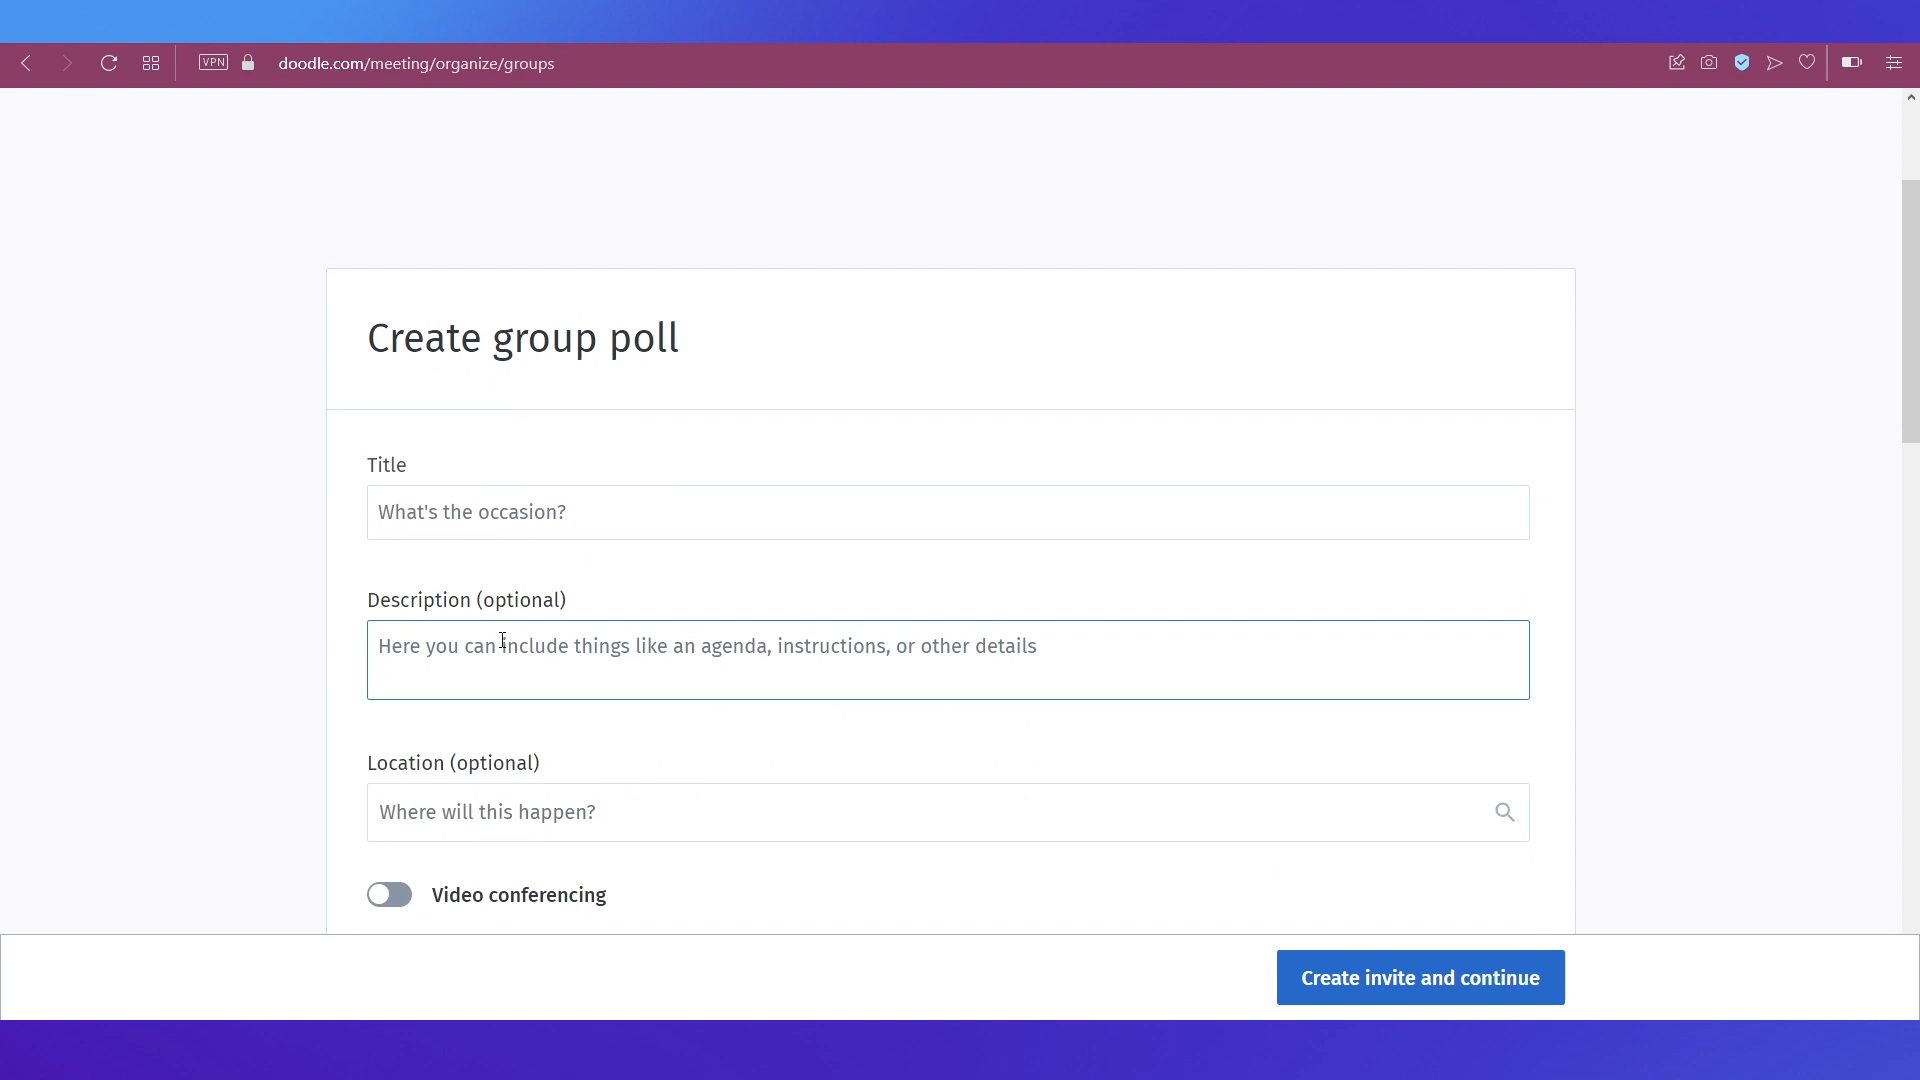 VPN
doodle.com/meeting/organize/groups
Create group poll
Title
What's the occasion?
Description (optional)
Here you can include things like an agenda, instructions, or other details
Location (optional)
Where will this happen?
Video conferencing
Create invite and continue